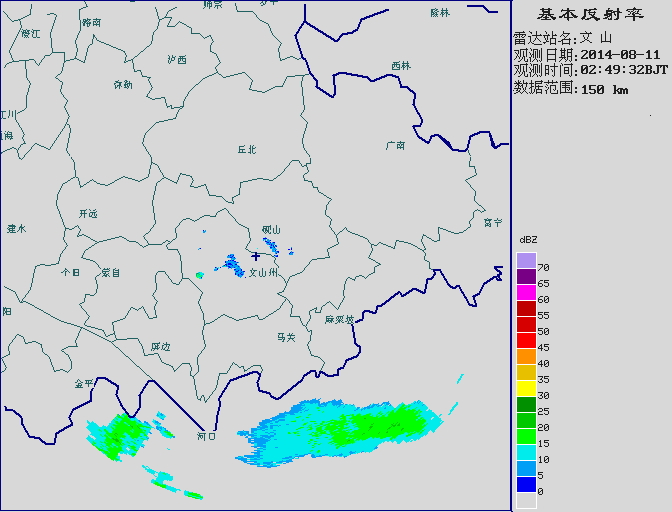 基本反射率
雷达站名:文 山
观测日期:2014-08-11
观测时间:02:49:32BJT
数据范围:150 km
师宗
隆林
路南
泸西
西林
弥勒
丘北
广南
开远
建水
砚山
富宁
个旧
蒙自
文山州
阳
麻栗坡
马关
屏边
金平
河口
江川
dBZ
70
65
60
55
50
45
40
35
30
25
20
15
10
5
0